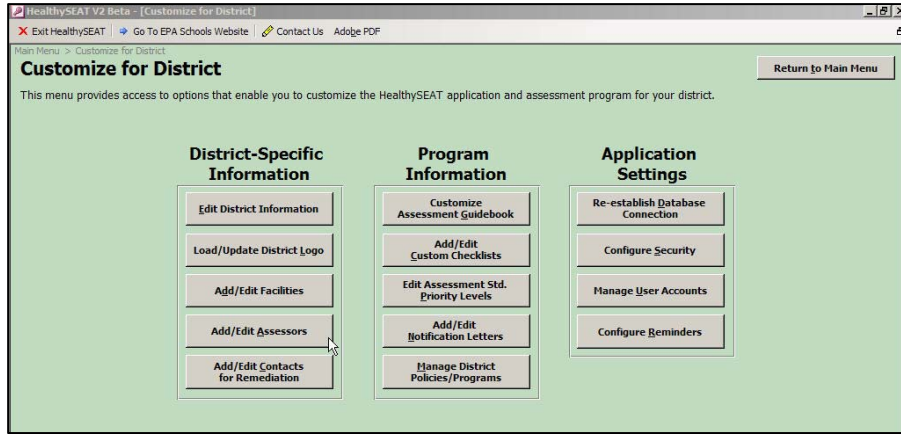 HealthySEAT V2 Beta - [Customize for District]
Exit HealthySEAT Go To EPA Schools Website Contact Us Adobe PDF
Main Menu > Customize for District
Customize for District
Return to Main Menu
This menu provides access to options that enable you to customize the HealthySEAT application and assessment program for your district.
District-Specific
Information
Edit District Information
Load/Update District Logo
Add/Edit Facilities
Add/Edit Assessors
Add/Edit Contacts
for Remediation
Program
Information
Customize
Assessment Guidebook
Add/Edit
Custom Checklists
Edit Assessment Std.
Priority Levels
Add/Edit
Notification Letters
Manage District
Policies/Programs
Application
Settings
Re-establish Database
Connection
Configure Security
Manage User Accounts
Configure Reminders